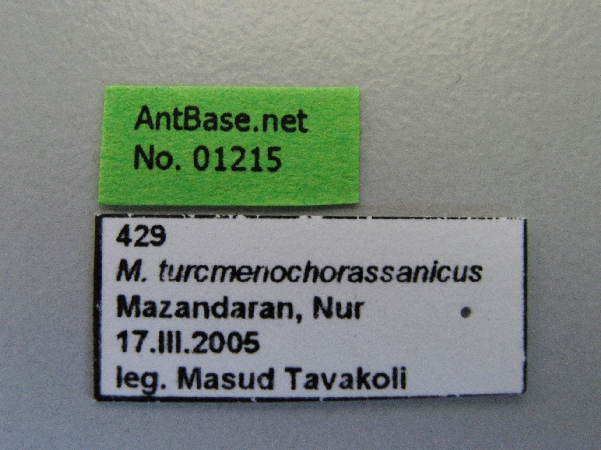 AntBase.net
No. 01215
429
M. turcmenochorassanicus
Mazandaran, Nur
17.III.2005
leg. Masud Tavakoli